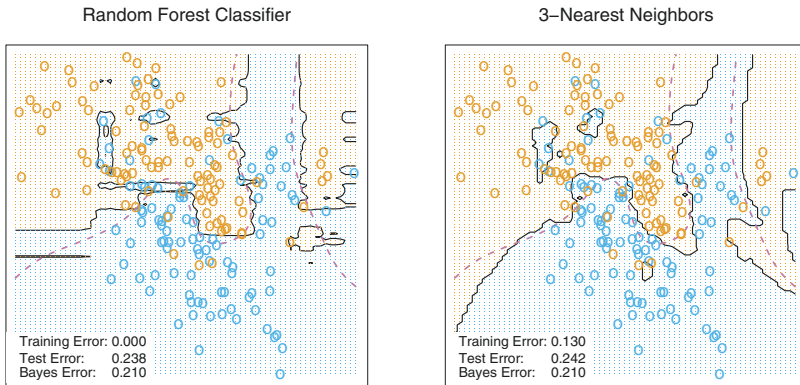 Random Forest Classifier
Training Error: 0.000
Test Error: 0.238
Bayes Error: 0.210
3−Nearest Neighbors
Training Error: 0.130
Test Error: 0.242
Bayes Error: 0.210